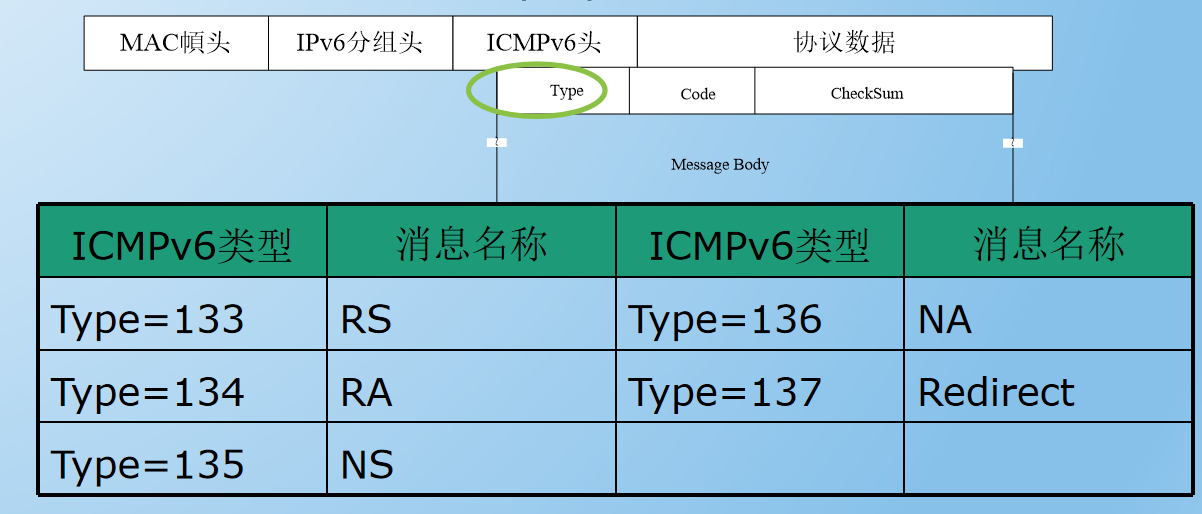 MAC幀头 IPv6分组头 ICMPv6头 协议数据
Type Code CheckSum
Message Body
ICMPv6类型 消息名称 ICMPv6类型 消息名称
Type=133 RS Type=136 NA
Type=134 RA Type=137 Redirect
Type=135 NS